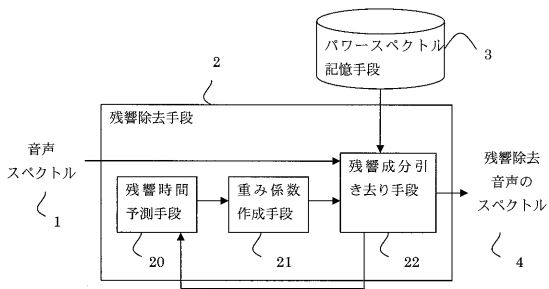 パワースペクトル
記憶手段
3
2
残響除去手段
音声
スペクトル
1
残響時間
予測手段
20
重み係数
作成手段
21
残響成分引
き去り手段
22
残響除去
音声の
スペクトル
4